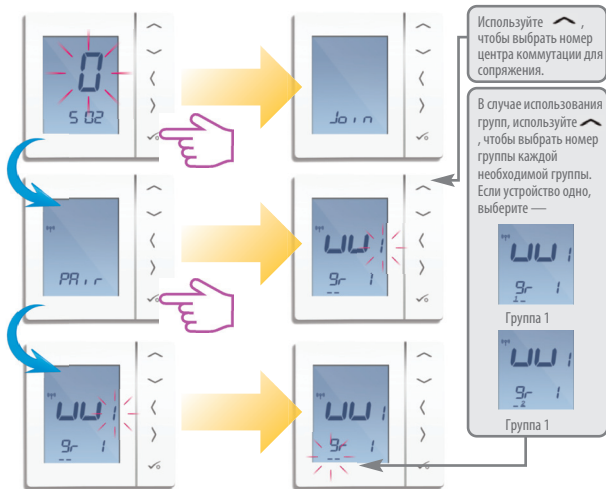 0
S 02
Join
Используйте ,
чтобы выбрать номер
центра коммутации для
сопряжения.
PAir
UU1
gr 1
--
В случае использования
групп, используйте
, чтобы выбрать номер
группы каждой
необходимой группы.
Если устройство одно,
выберите —
UU1
gr 1
1-
Группа 1
UU1
gr 1
-2
Группа 1
UU1
gr 1
--
UU1
gr 1
--